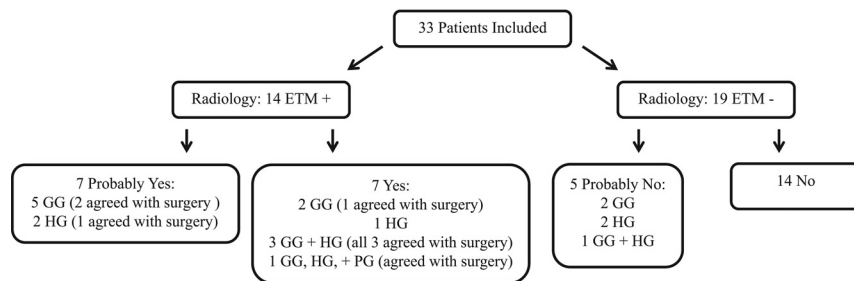 33 Patients Included
Radiology: 14 ETM +
Radiology: 19 ETM -
7 Probably Yes:
5 GG (2 agreed with surgery )
2 HG (1 agreed with surgery)
7 Yes:
2 GG (1 agreed with surgery)
1 HG
3 GG + HG (all 3 agreed with surgery)
1 GG, HG, + PG (agreed with surgery)
5 Probably No:
2 GG
2 HG
1 GG + HG
14 No